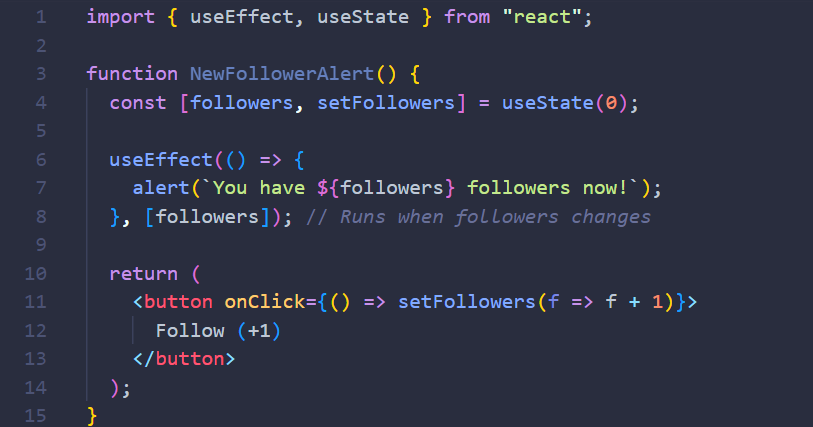 1 import { useEffect, useState } from "react";
2
3 function NewFollowerAlert() {
4   const [followers, setFollowers] = useState(0);
5
6   useEffect(() => {
7     alert(`You have ${followers} followers now!`);
8   }, [followers]); // Runs when followers changes
9
10   return (
11     <button onClick={() => setFollowers(f => f + 1)}>
12       Follow (+1)
13     </button>
14   );
15 }